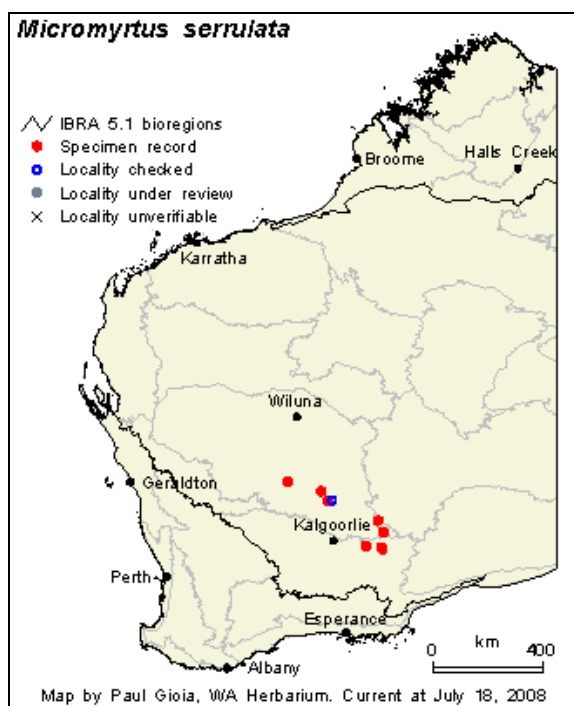 Micromyrtus serrulata
IBRA 5.1 bioregions
Specimen record
Locality checked
Locality under review
Locality unverifiable
Broome
Halls Creek
Karratha
Wiluna
Geraldton
Kalgoorlie
Perth
Esperance
Albany
km
0 400
Map by Paul Gioia, WA Herbarium. Current at July 18, 2008